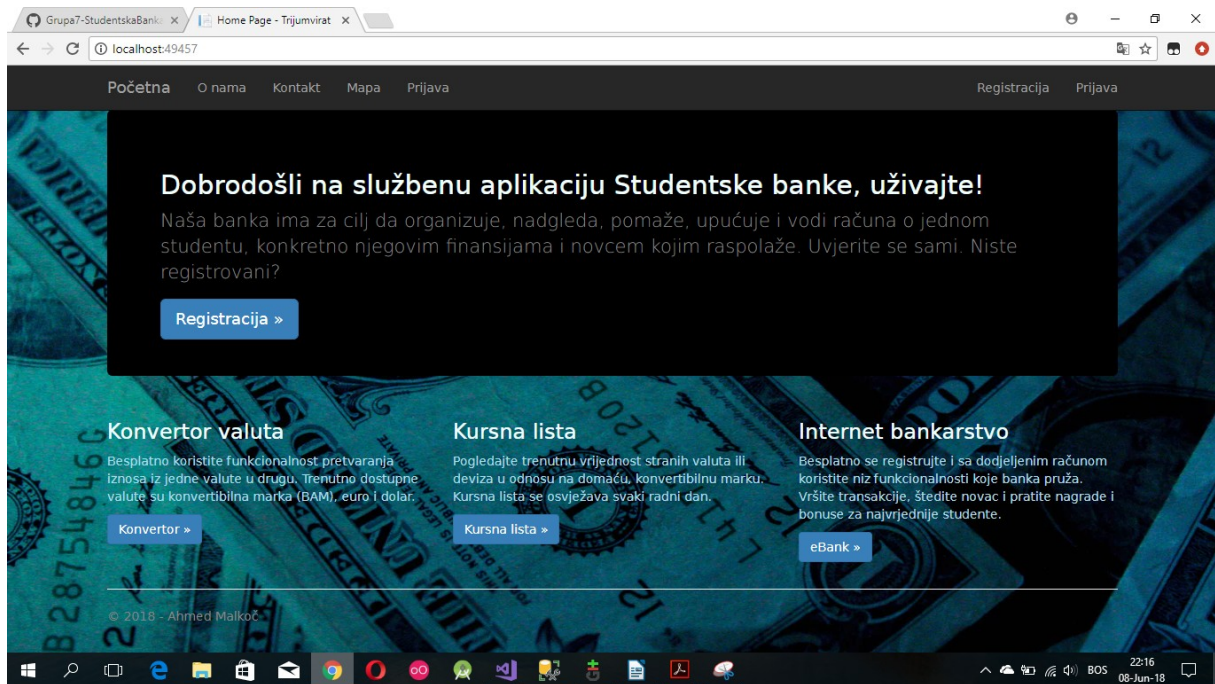 Grupa7-StudentskaBanka
Home Page - Trijumvirat
localhost:49457
Početna O nama Kontakt Mapa Prijava Registracija Prijava
Dobrodošli na službenu aplikaciju Studentske banke, uživajte!
Naša banka ima za cilj da organizuje, nadgleda, pomaže, upućuje i vodi računa o jednom
studentu, konkretno njegovim finansijama i novcem kojim raspolaže. Uvjerite se sami. Niste
registrovani?
Registracija »
Konvertor valuta
Besplatno koristite funkcionalnost pretvaranja
iznosa iz jedne valute u drugu. Trenutno dostupne
valute su konvertibilna marka (BAM), euro i dolar.
Konvertor »
Kursna lista
Pogledajte trenutnu vrijednost stranih valuta ili
deviza u odnosu na domaću, konvertibilnu marku.
Kursna lista se osvježava svaki radni dan.
Kursna lista »
Internet bankarstvo
Besplatno se registrujte i sa dodjeljenim računom
koristite niz funkcionalnosti koje banka pruža.
Vršite transakcije, štedite novac i pratite nagrade i
bonuse za najvrjednije studente.
eBank »
© 2018 - Ahmed Malkoč
B 28754846 G
BOS
22:16
08-Jun-18